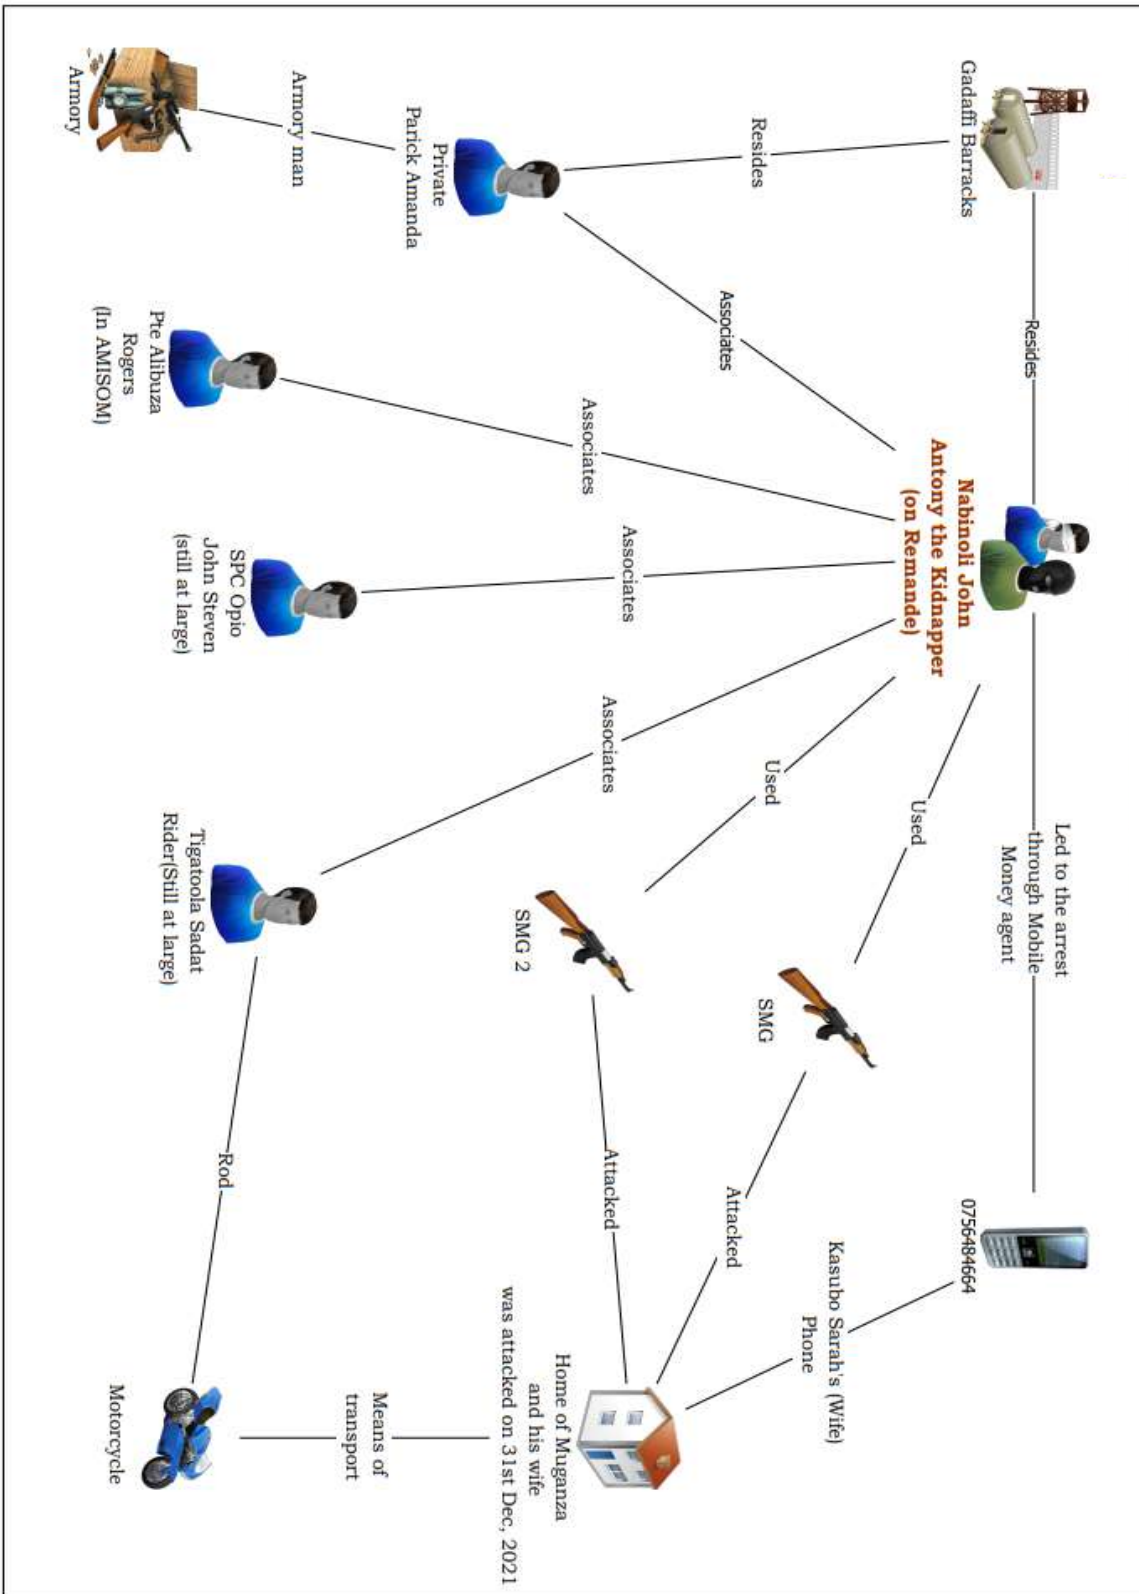 Gadaffi Barracks
Resides
Nabinoli John
Antony the Kidnapper
(on Remande)
Led to the arrest
through Mobile
Money agent
0756484664
Resides
Associates
Associates
Associates
Associates
Used
Used
Kasubo Sarah's (Wife)
Phone
SMG
SMG 2
Attacked
Attacked
Home of Muganza
and his wife
was attacked on 31st Dec, 2021
Private
Parick Amanda
Armory man
Armory
Pte Alibuza
Rogers
(In AMISOM)
SPC Opio
John Steven
(still at large)
Tigatoola Sadat
Rider(Still at large)
Rod
Means of
transport
Motorcycle